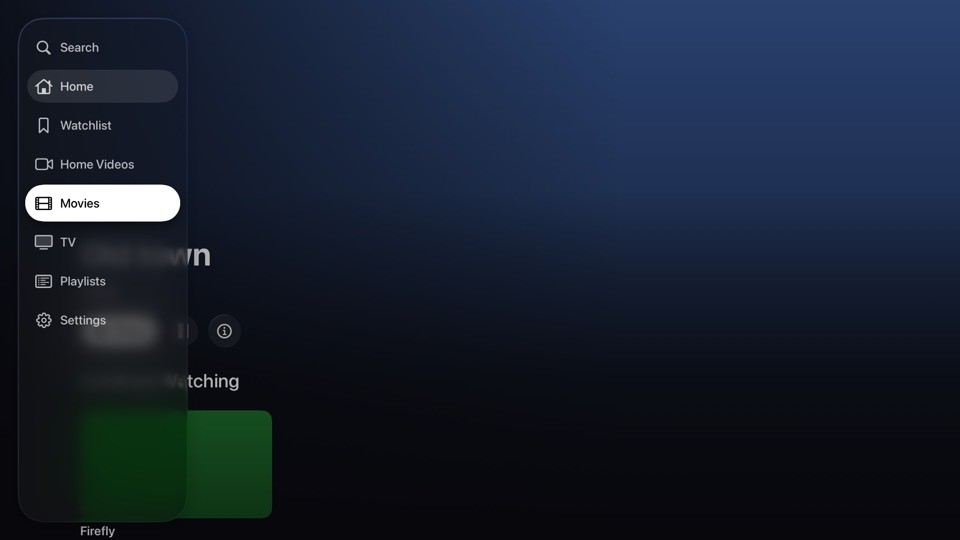 Search
Home
Watchlist
Home Videos
Movies
TV
Playlists
Settings
Firefly